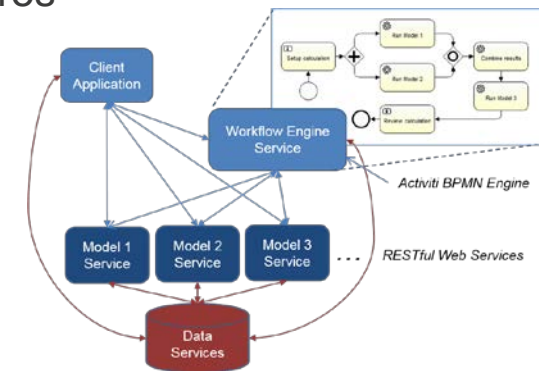 Client
Application
Workflow Engine
Service
Setup calculation
Run Model 1
Run Model 2
Combine results
Run Model 3
Review calculation
Activiti BPMN Engine
Model 1
Service
Model 2
Service
Model 3
Service
. . .
RESTful Web Services
Data
Services